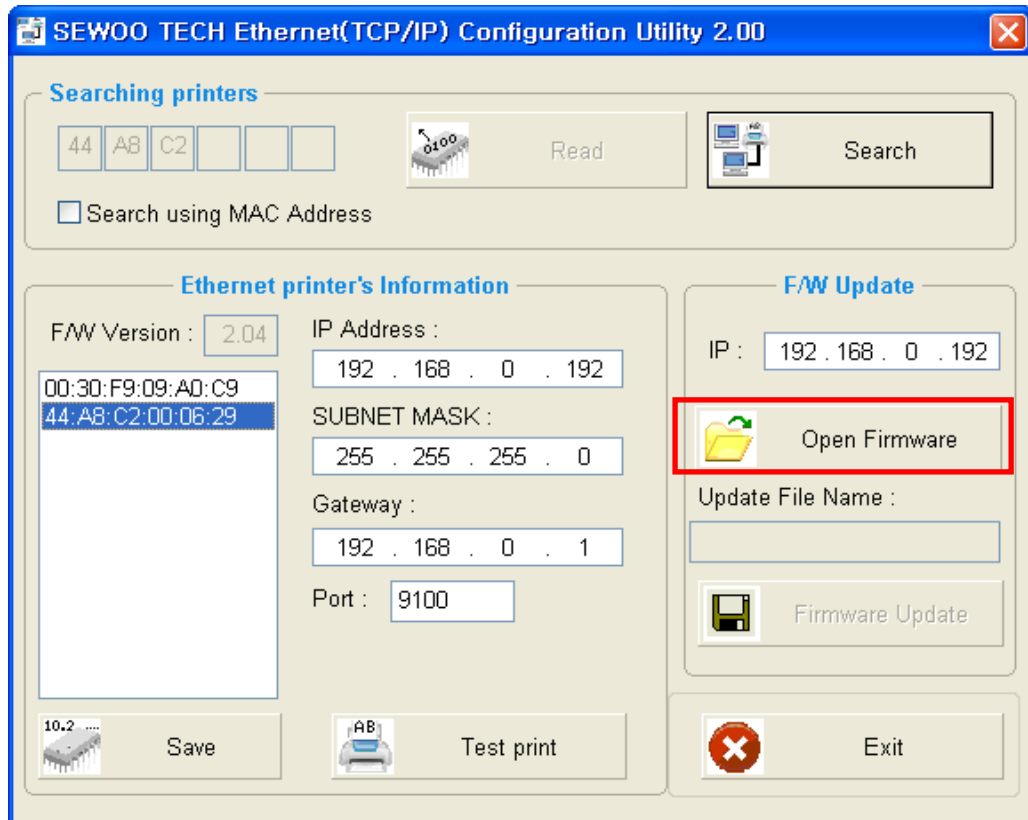 SEWOO TECH Ethernet(TCP/IP) Configuration Utility 2.00
Searching printers
44 A8 C2
0100
Read
Search
Search using MAC Address
Ethernet printer's Information
F/W Version : 2.04
00:30:F9:09:A0:C9
44:A8:C2:00:06:29
IP Address :
192 . 168 . 0 . 192
SUBNET MASK :
255 . 255 . 255 . 0
Gateway :
192 . 168 . 0 . 1
Port : 9100
10.2 ....
Save
AB
Test print
F/W Update
IP : 192 . 168 . 0 . 192
Open Firmware
Update File Name :
Firmware Update
Exit